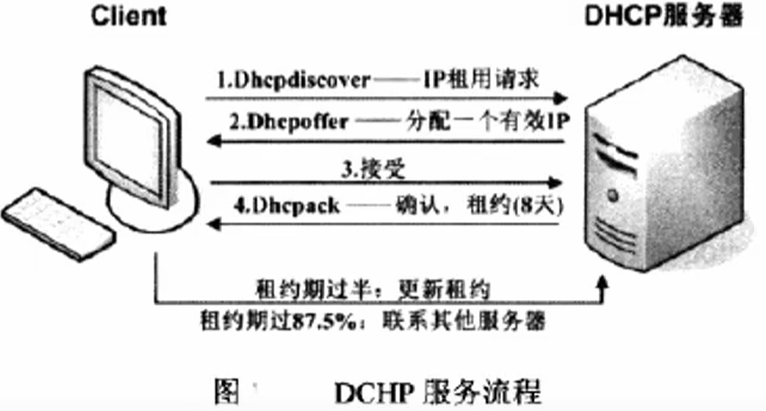 Client
DHCP服务器
1.Dhcpdiscover——IP租用请求
2.Dhcpoffer——分配一个有效IP
3.接受
4.Dhcpack——确认，租约(8天)
租约期过半：更新租约
租约期过87.5%：联系其他服务器
图 DCHP 服务流程